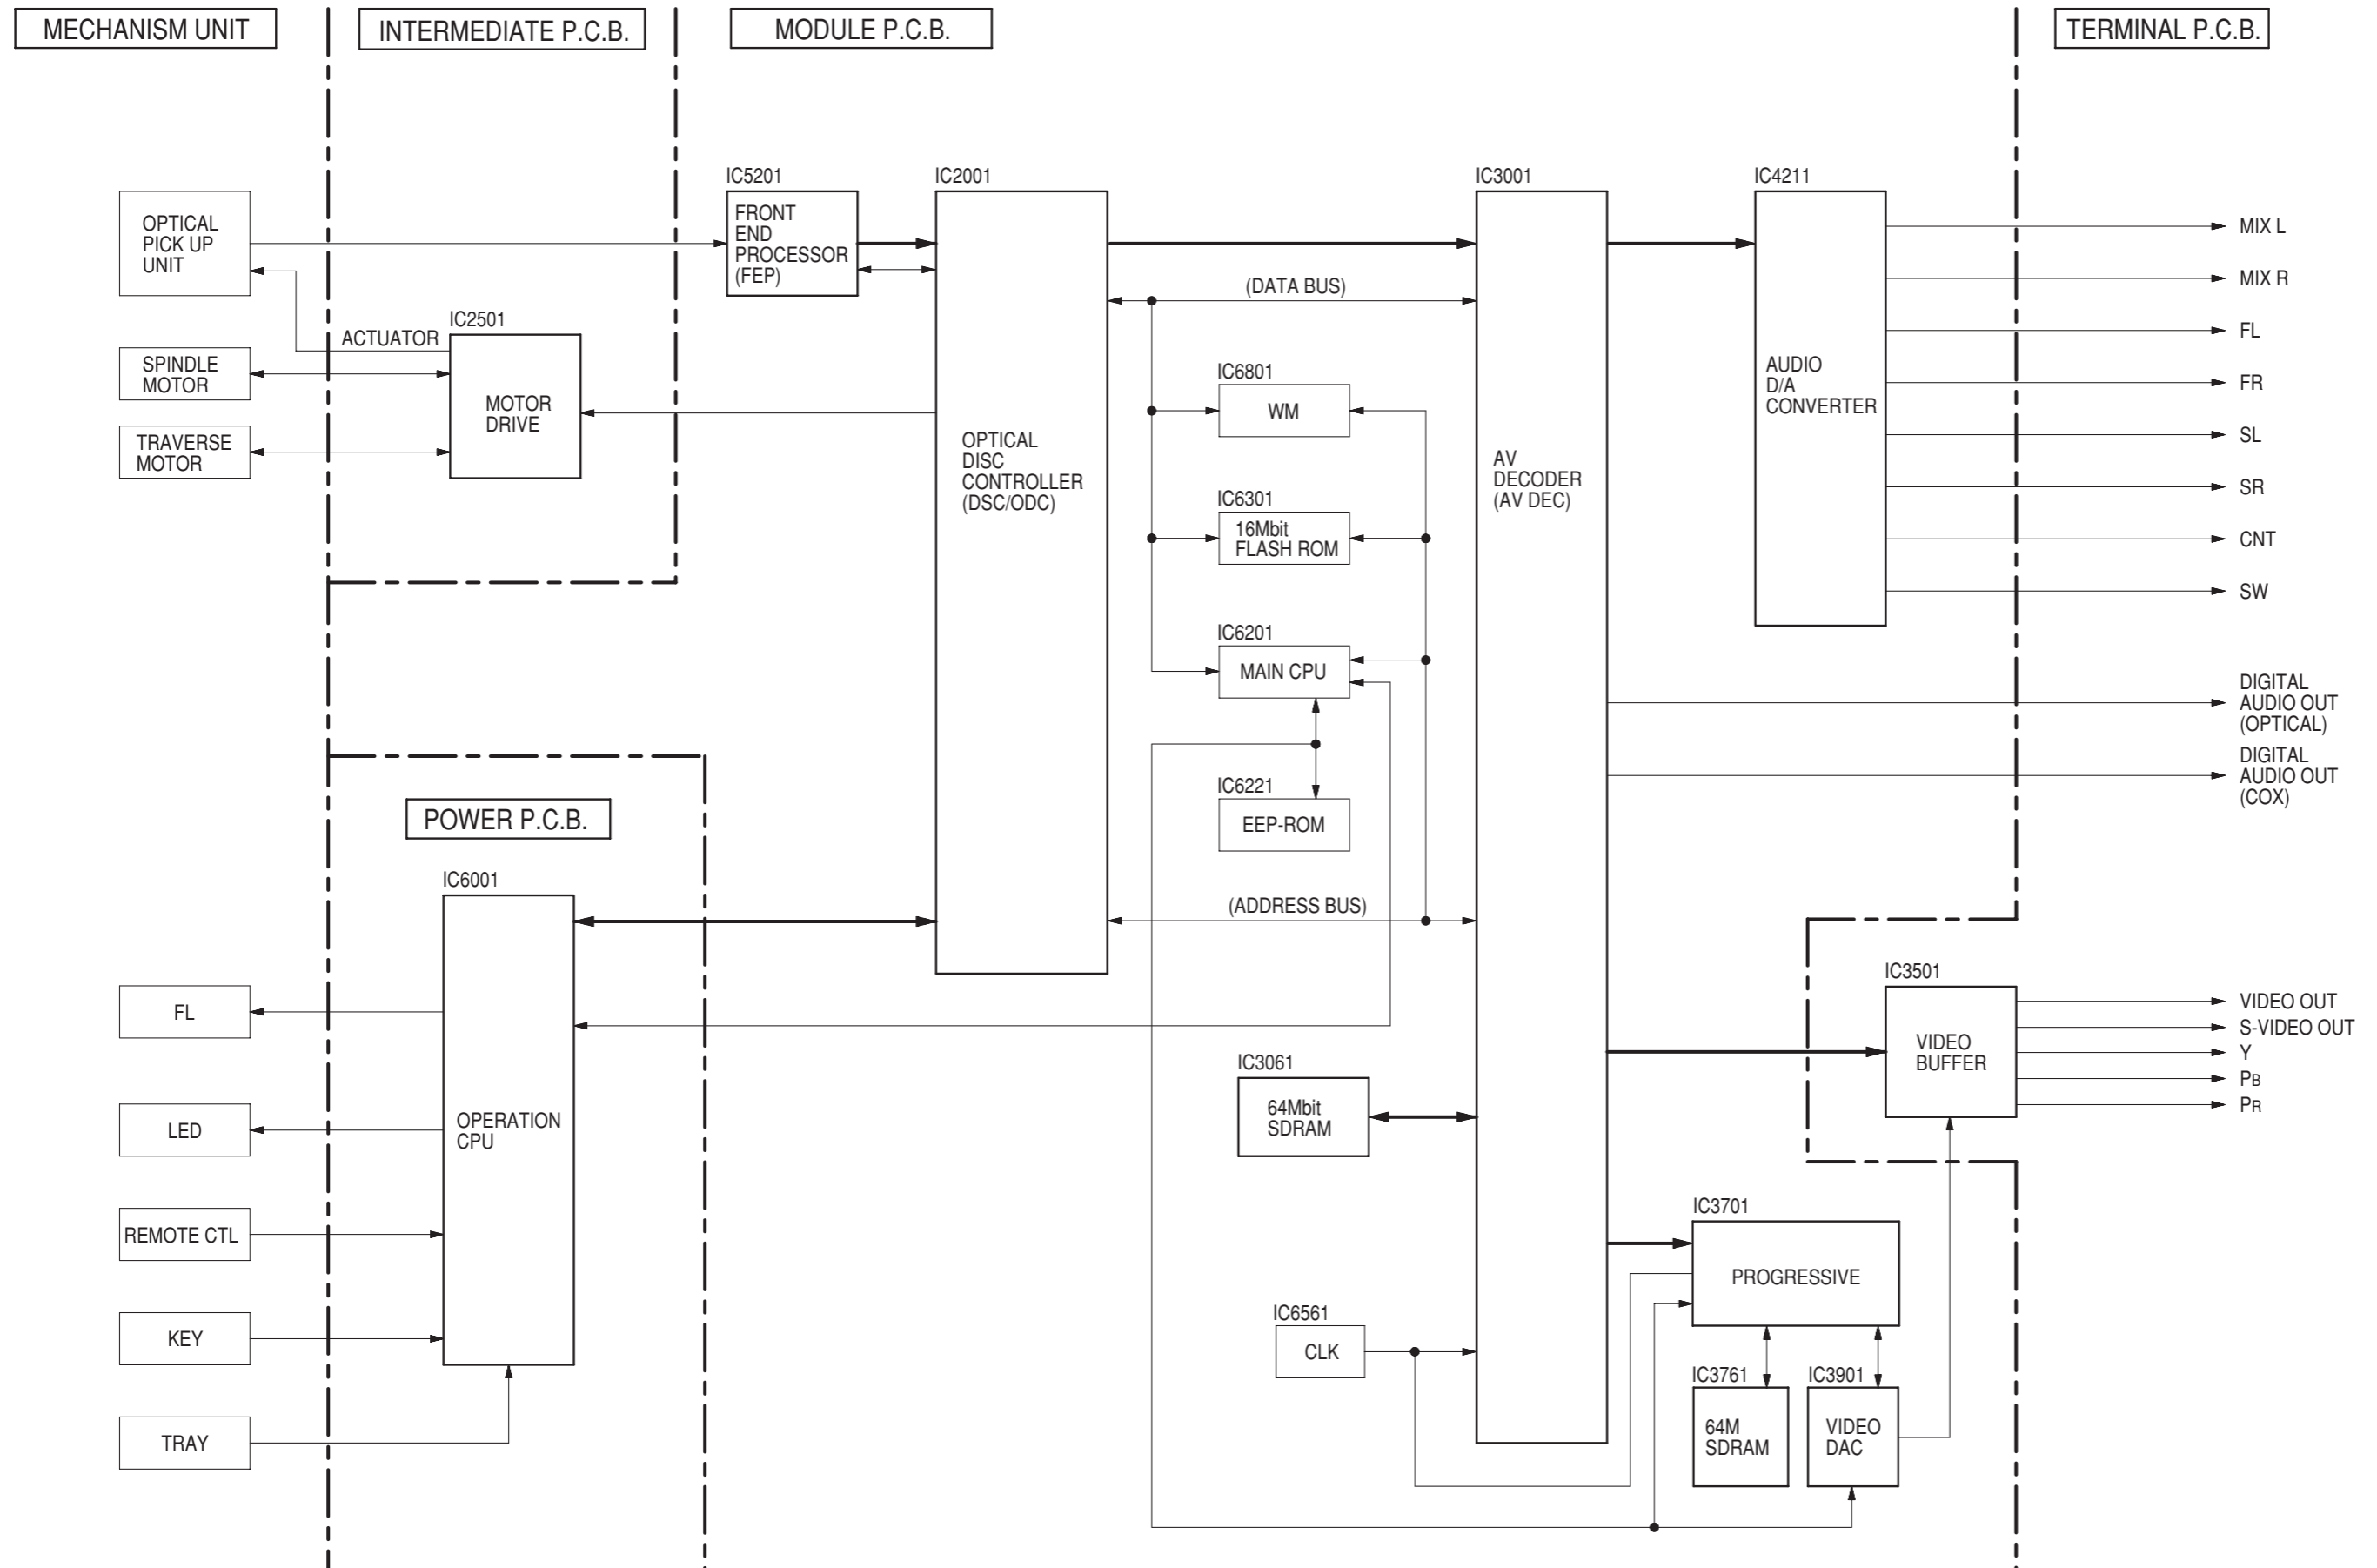 MECHANISM UNIT
INTERMEDIATE P.C.B.
MODULE P.C.B.
TERMINAL P.C.B.
OPTICAL
PICK UP
UNIT
SPINDLE
MOTOR
TRAVERSE
MOTOR
ACTUATOR
IC2501
MOTOR
DRIVE
IC5201
FRONT
END
PROCESSOR
(FEP)
IC2001
OPTICAL
DISC
CONTROLLER
(DSC/ODC)
(DATA BUS)
IC6801
WM
IC6301
16Mbit
FLASH ROM
IC6201
MAIN CPU
IC6221
EEP-ROM
(ADDRESS BUS)
IC3001
AV
DECODER
(AV DEC)
IC4211
AUDIO
D/A
CONVERTER
MIX L
MIX R
FL
FR
SL
SR
CNT
SW
DIGITAL
AUDIO OUT
(OPTICAL)
DIGITAL
AUDIO OUT
(COX)
POWER P.C.B.
IC6001
OPERATION
CPU
FL
LED
REMOTE CTL
KEY
TRAY
IC3061
64Mbit
SDRAM
IC6561
CLK
IC3501
VIDEO
BUFFER
VIDEO OUT
S-VIDEO OUT
Y
PB
PR
IC3701
PROGRESSIVE
IC3761
64M
SDRAM
IC3901
VIDEO
DAC